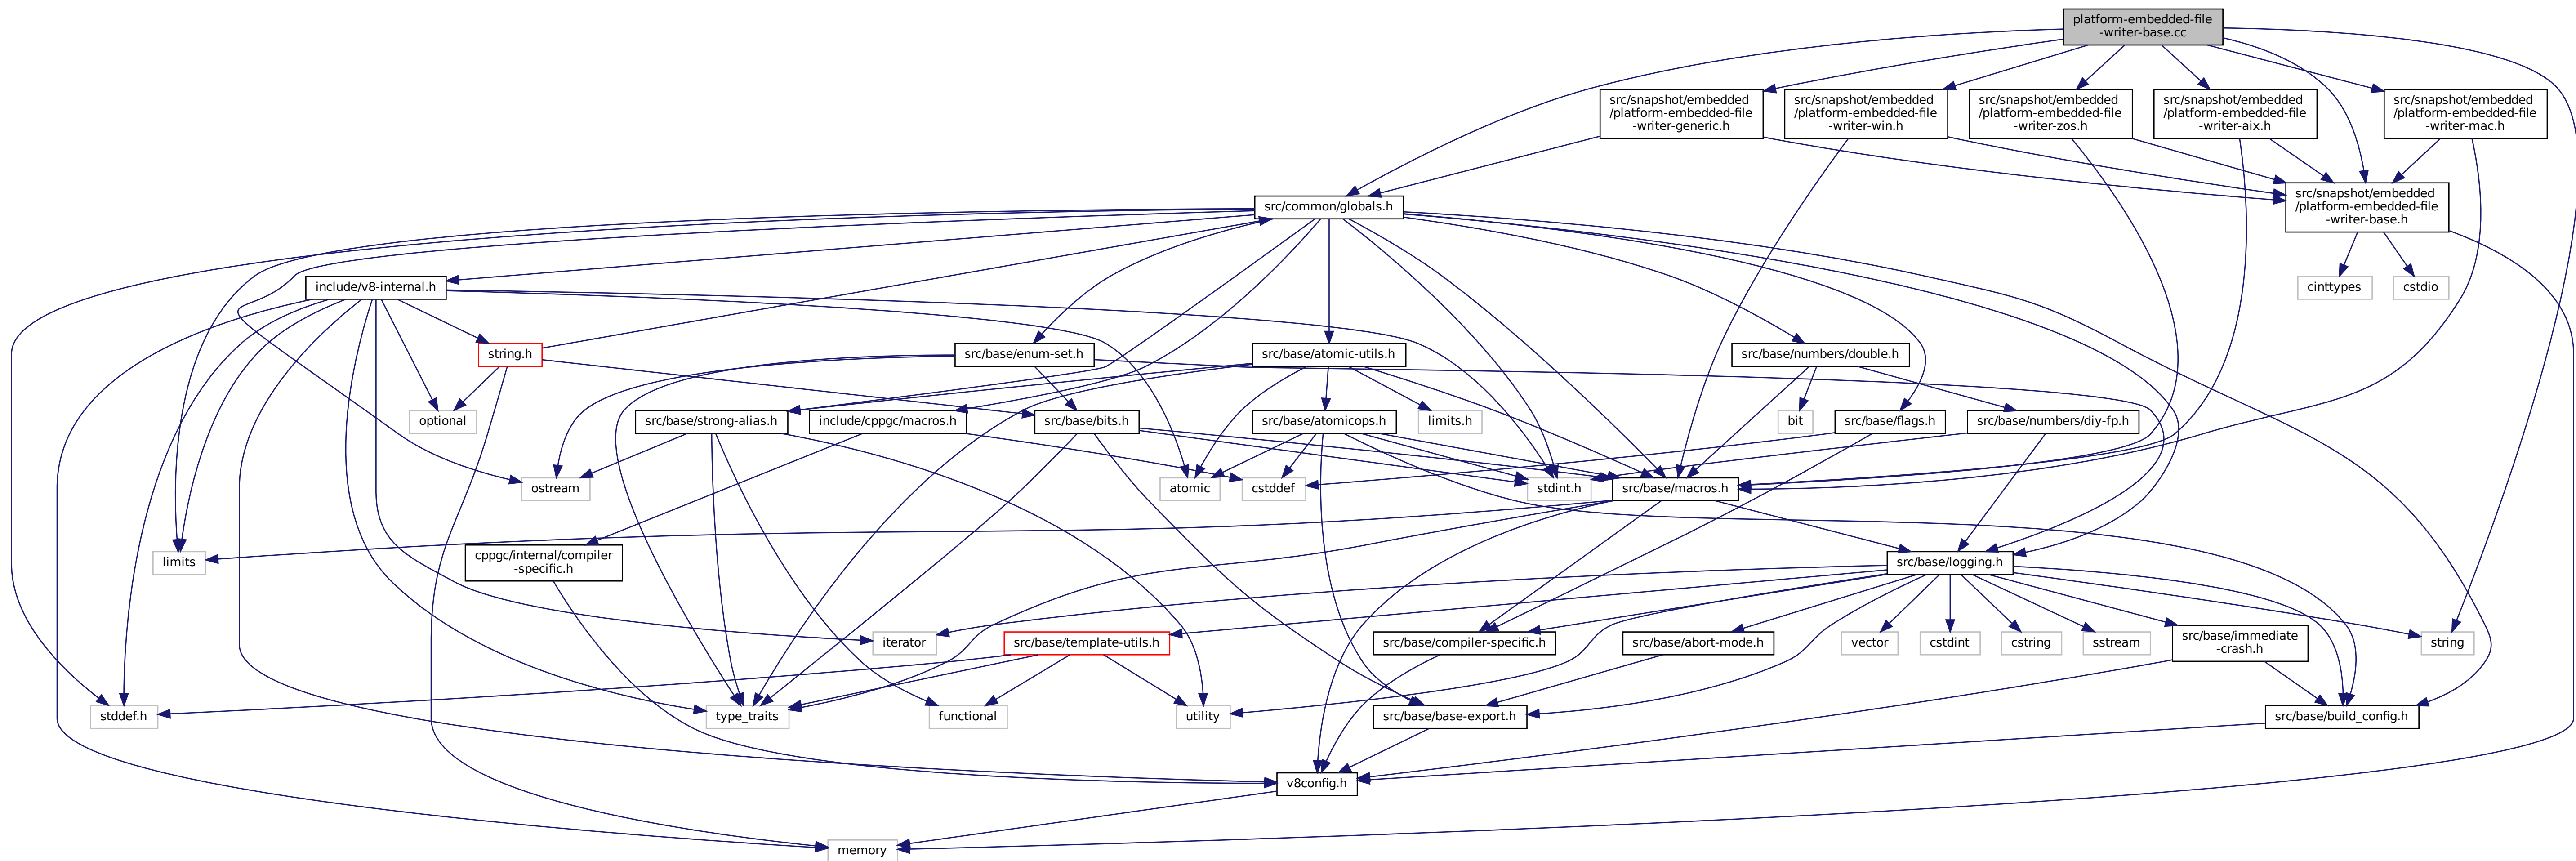 platform-embedded-file
-writer-base.cc
src/snapshot/embedded
/platform-embedded-file
-writer-generic.h
src/snapshot/embedded
/platform-embedded-file
-writer-win.h
src/snapshot/embedded
/platform-embedded-file
-writer-zos.h
src/snapshot/embedded
/platform-embedded-file
-writer-aix.h
src/snapshot/embedded
/platform-embedded-file
-writer-mac.h
src/common/globals.h
src/snapshot/embedded
/platform-embedded-file
-writer-base.h
include/v8-internal.h
cinttypes
cstdio
string.h
src/base/enum-set.h
src/base/atomic-utils.h
src/base/numbers/double.h
optional
src/base/strong-alias.h
include/cppgc/macros.h
src/base/bits.h
src/base/atomicops.h
limits.h
bit
src/base/flags.h
src/base/numbers/diy-fp.h
ostream
atomic
cstddef
stdint.h
src/base/macros.h
limits
cppgc/internal/compiler
-specific.h
src/base/logging.h
iterator
src/base/template-utils.h
src/base/compiler-specific.h
src/base/abort-mode.h
vector
cstdint
cstring
sstream
src/base/immediate
-crash.h
string
stddef.h
type_traits
functional
utility
src/base/base-export.h
src/base/build_config.h
v8config.h
memory